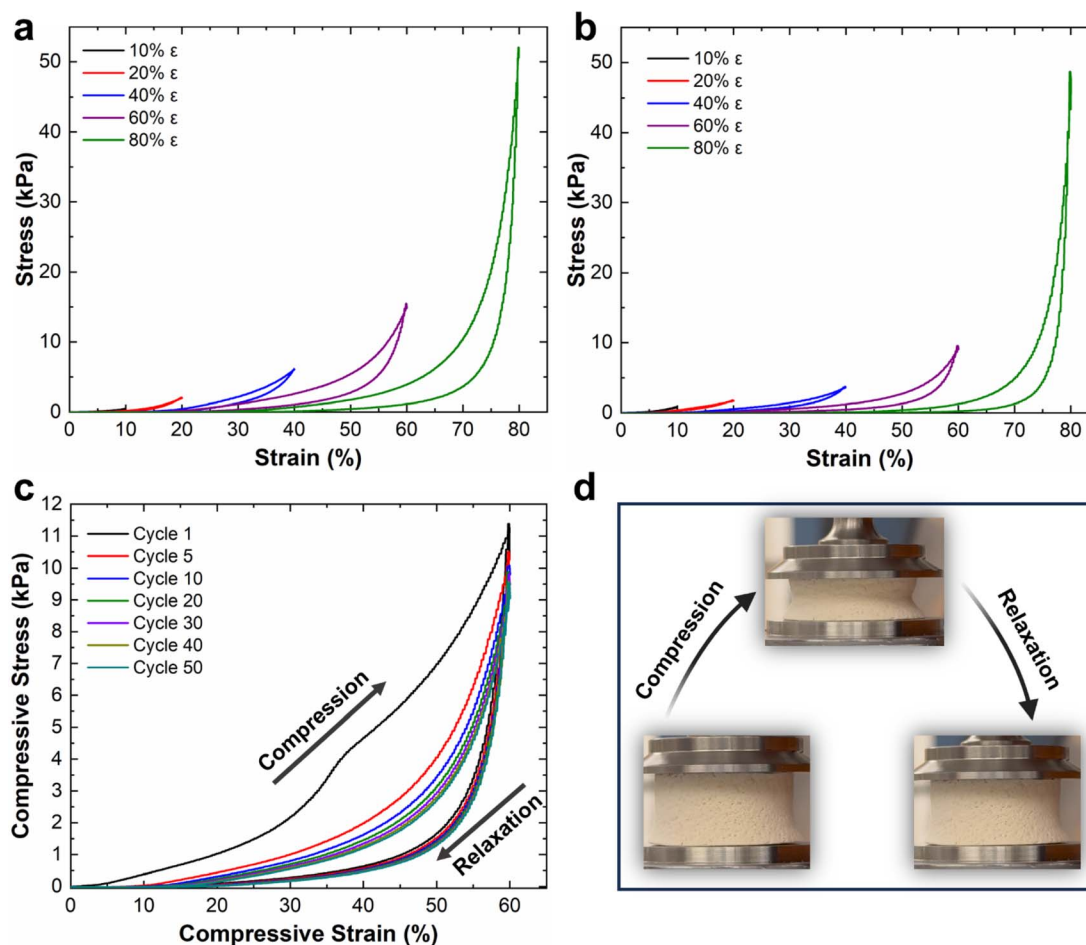 a
50
40
30
20
10
0
Stress (kPa)
10% ε
20% ε
40% ε
60% ε
80% ε
0 10 20 30 40 50 60 70 80
Strain (%)
b
50
40
30
20
10
0
Stress (kPa)
10% ε
20% ε
40% ε
60% ε
80% ε
0 10 20 30 40 50 60 70 80
Strain (%)
c
12
11
10
9
8
7
6
5
4
3
2
1
0
Compressive Stress (kPa)
Cycle 1
Cycle 5
Cycle 10
Cycle 20
Cycle 30
Cycle 40
Cycle 50
Compression
Relaxation
0 10 20 30 40 50 60
Compressive Strain (%)
d
Compression
Relaxation